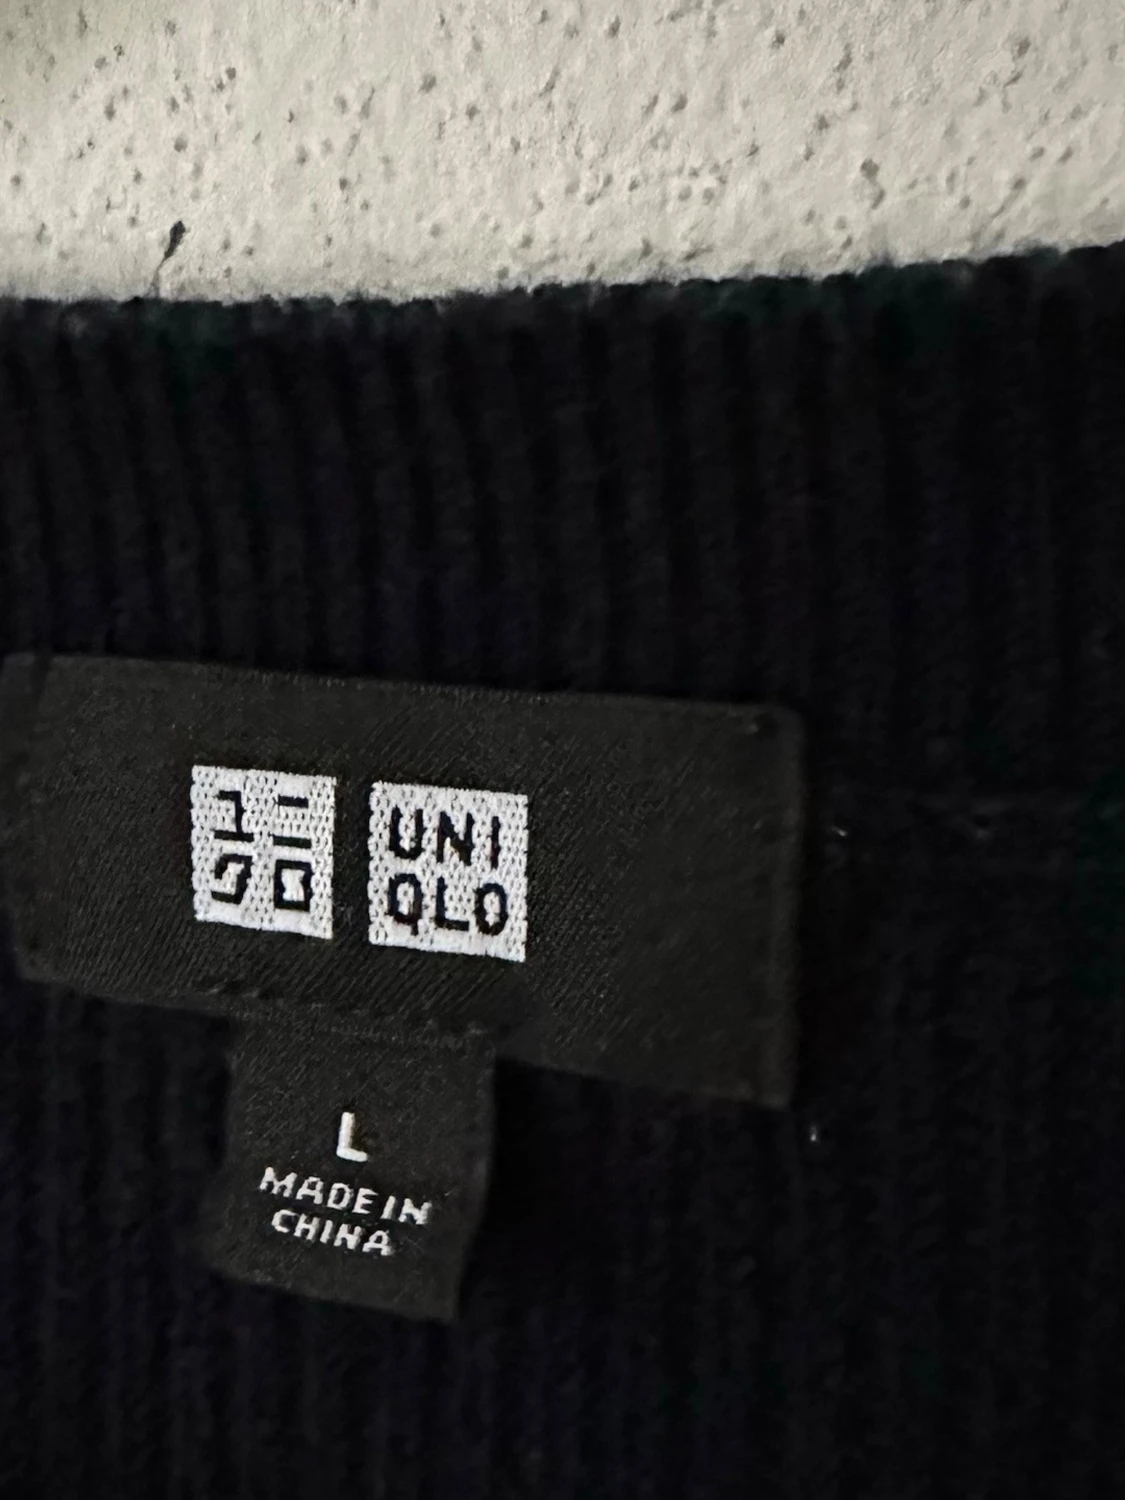 ユニ
クロ
UNI
QLO
L
MADE IN
CHINA